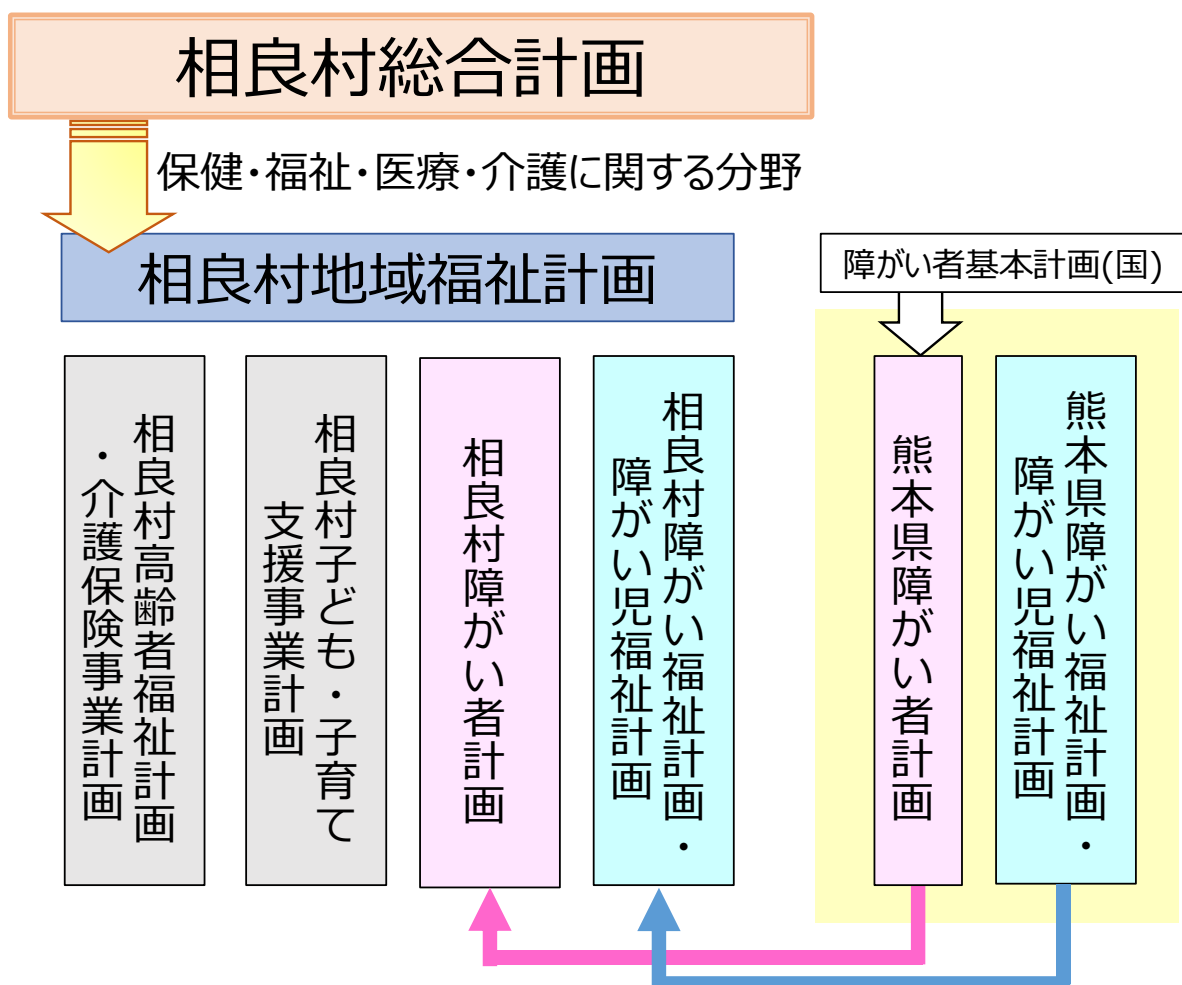 相良村総合計画
保健・福祉・医療・介護に関する分野
相良村地域福祉計画
障がい者基本計画(国)
相良村高齢者福祉計画
・介護保険事業計画
相良村子ども・子育て
支援事業計画
相良村障がい者計画
相良村障がい福祉計画・
障がい児福祉計画
熊本県障がい者計画
熊本県障がい福祉計画・
障がい児福祉計画